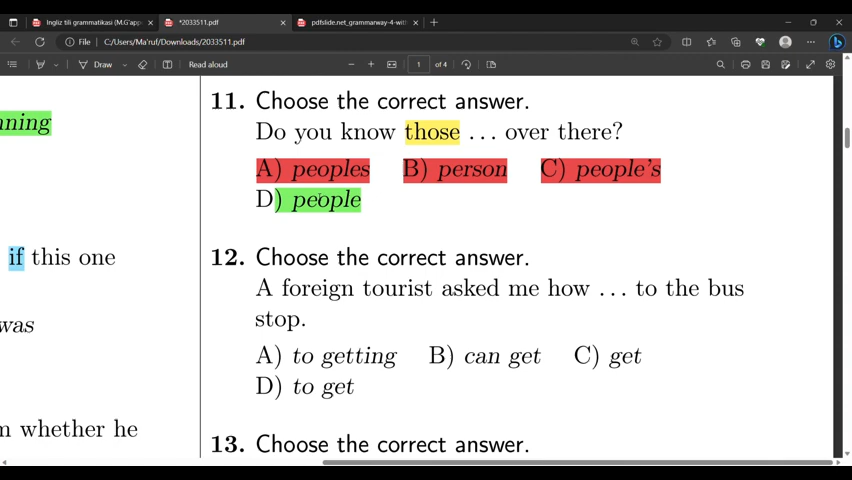 Ingliz tili grammatikasi (M.G'app
*2033511.pdf
pdfslide.net_grammarway-4-with
File
C:/Users/Ma'ruf/Downloads/2033511.pdf
Draw
Read aloud
1 of 4
nning
if this one
was
m whether he
11. Choose the correct answer.
Do you know those ... over there?
A) peoples B) person C) people's
D) people
12. Choose the correct answer.
A foreign tourist asked me how ... to the bus
stop.
A) to getting B) can get C) get
D) to get
13. Choose the correct answer.